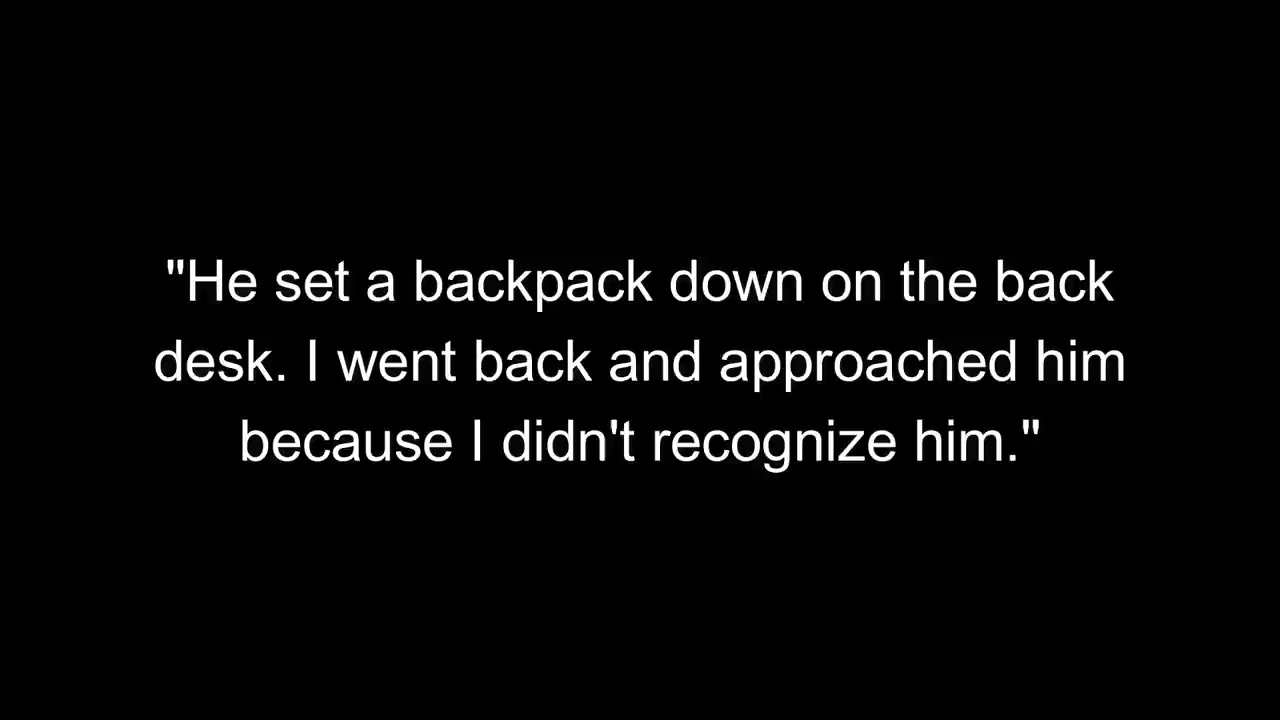 "He set a backpack down on the back
desk. I went back and approached him
because I didn't recognize him."